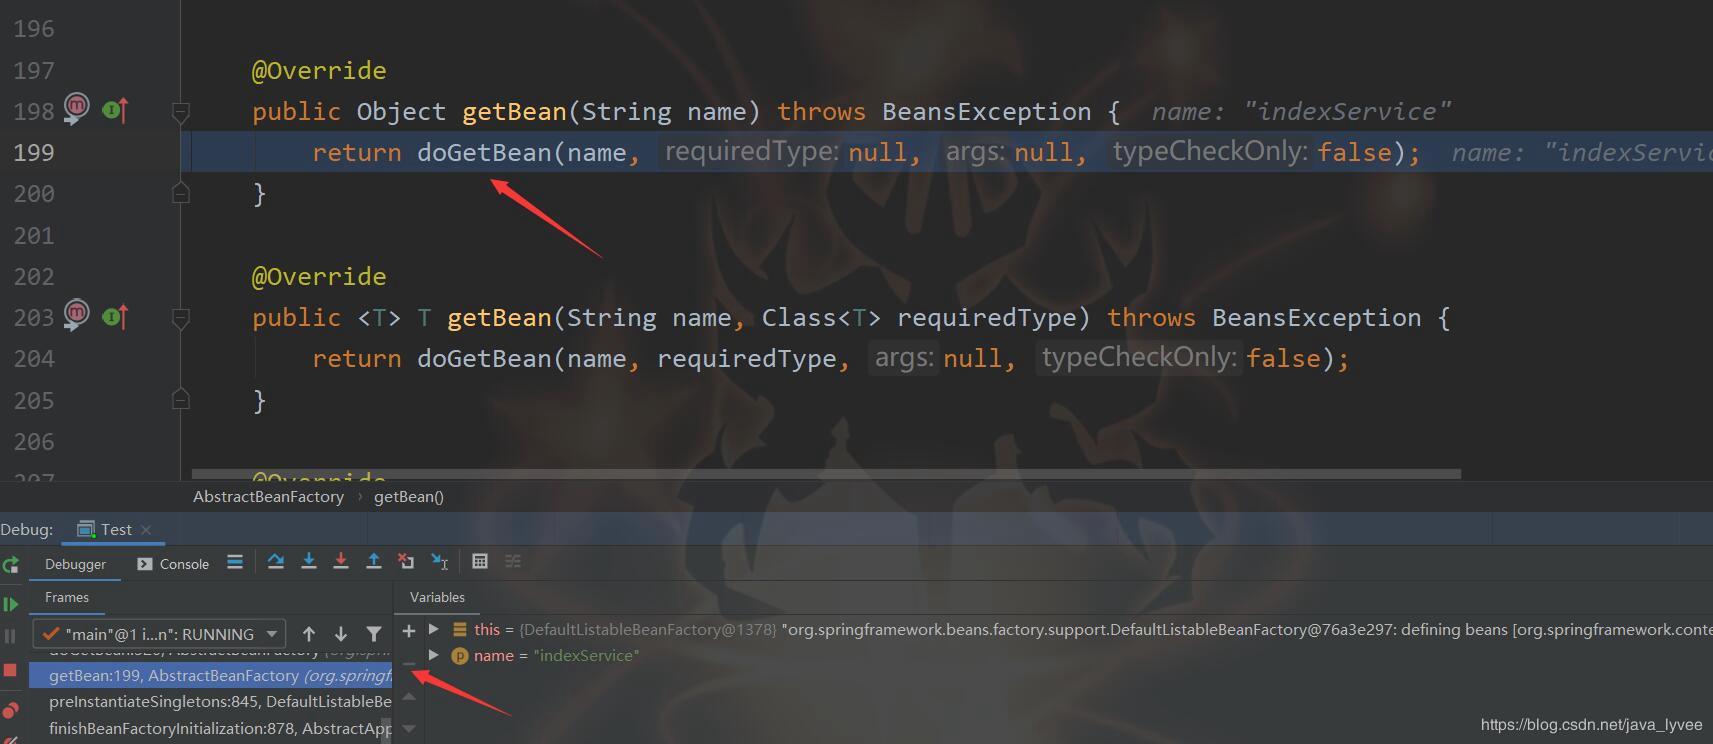 196
197 @Override
198 public Object getBean(String name) throws BeansException { name: "indexService"
199 return doGetBean(name, requiredType: null, args: null, typeCheckOnly: false); name: "indexServic
200 }
201
202 @Override
203 public <T> T getBean(String name, Class<T> requiredType) throws BeansException {
204 return doGetBean(name, requiredType, args: null, typeCheckOnly: false);
205 }
206
207 @Override
AbstractBeanFactory › getBean()
Debug: Test
Debugger Console
Frames Variables
"main"@1 i...n": RUNNING
this = {DefaultListableBeanFactory@1378} "org.springframework.beans.factory.support.DefaultListableBeanFactory@76a3e297: defining beans [org.springframework.conte
name = "indexService"
getBean:199, AbstractBeanFactory (org.springf
preInstantiateSingletons:845, DefaultListableBe
finishBeanFactoryInitialization:878, AbstractApp
https://blog.csdn.net/java_lyvee